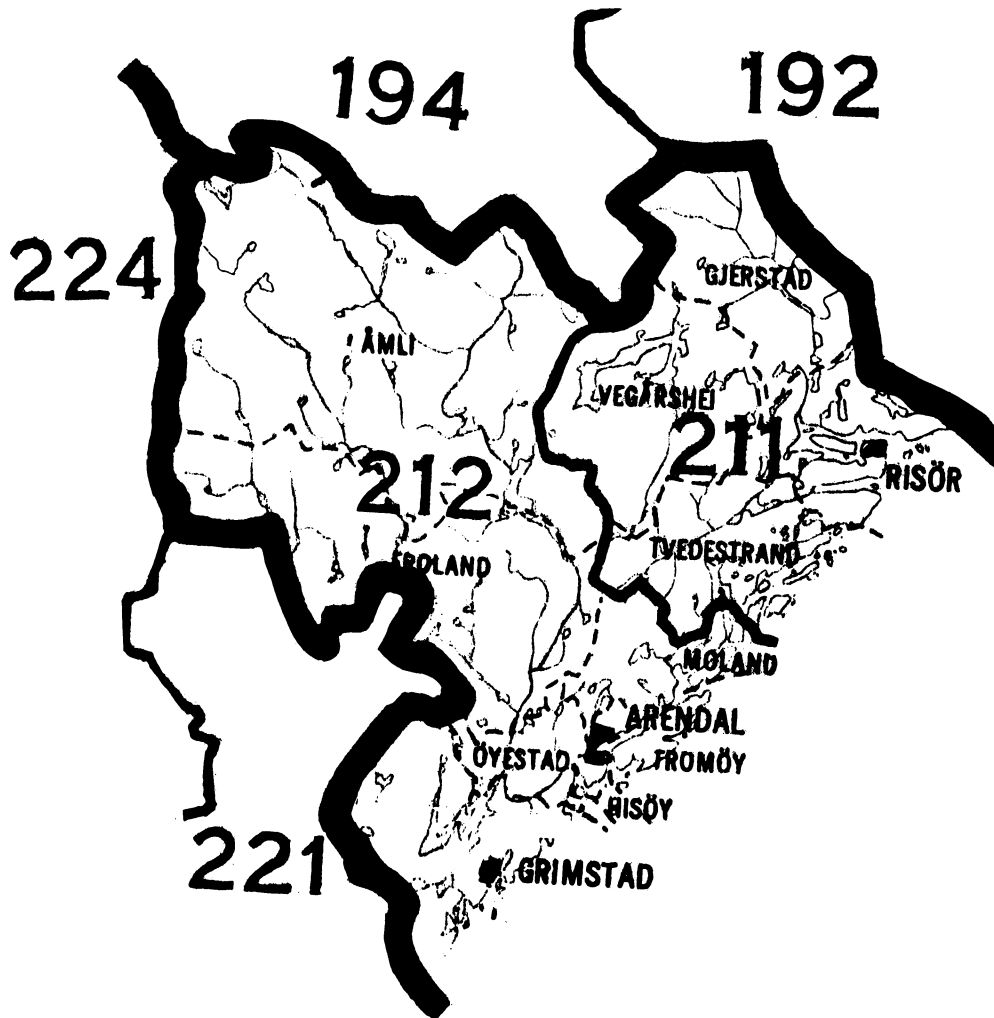 194
192
224
GJERSTAD
ÅMLI
VEGÅRSHEI
211
212
RISÖR
TVEDESTRAND
FROLAND
MOLAND
ARENDAL
ÖYESTAD
TROMÖY
HISÖY
221
GRIMSTAD